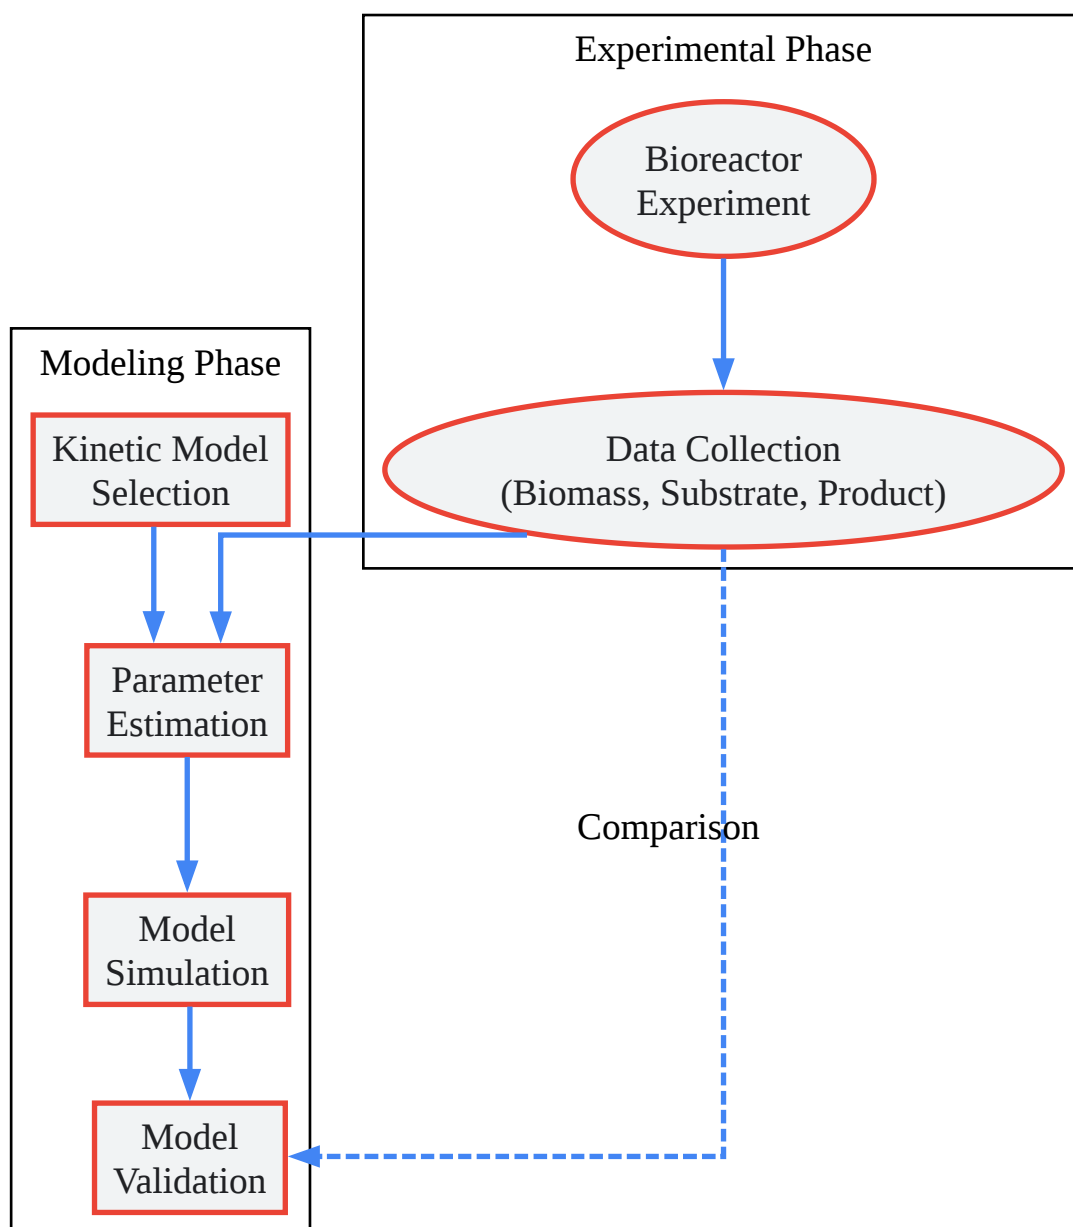 Experimental Phase
Bioreactor
Experiment
Data Collection
(Biomass, Substrate, Product)
Modeling Phase
Kinetic Model
Selection
Parameter
Estimation
Comparison
Model
Simulation
Model
Validation